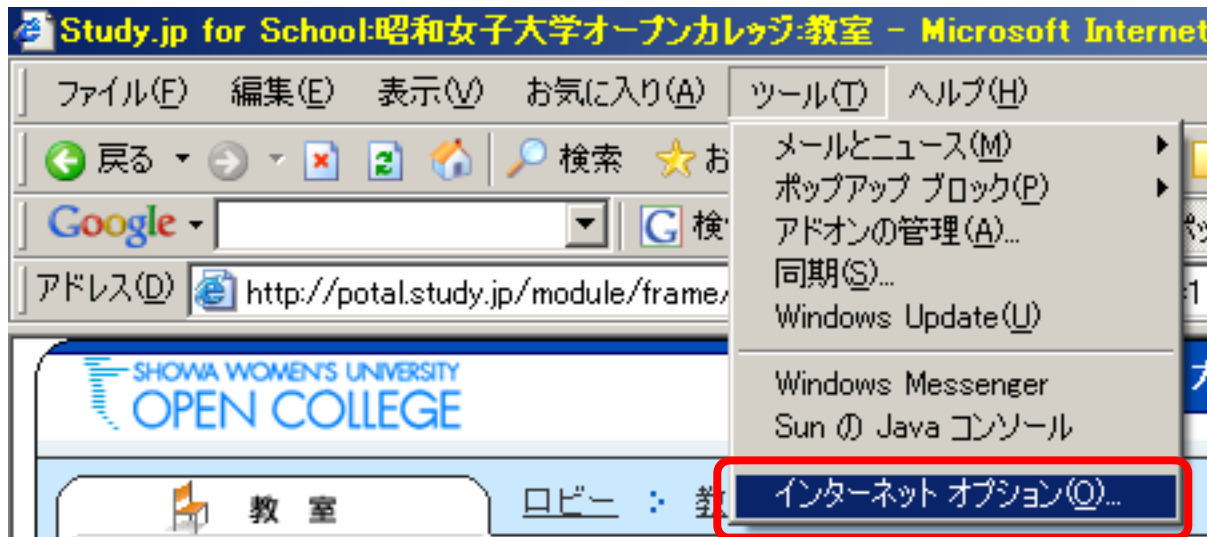 Study.jp for School:昭和女子大学オープンカレッジ:教室 - Microsoft Internet
ファイル(F) 編集(E) 表示(V) お気に入り(A) ツール(T) ヘルプ(H)
戻る 検索 お
Google 検
アドレス(D) http://potal.study.jp/module/frame/
メールとニュース(M)
ポップアップ ブロック(P)
アドオンの管理(A)...
同期(S)...
Windows Update(U)
Windows Messenger
Sun の Java コンソール
インターネット オプション(O)...
SHOWA WOMEN'S UNIVERSITY
OPEN COLLEGE
教室
ロビー : 教